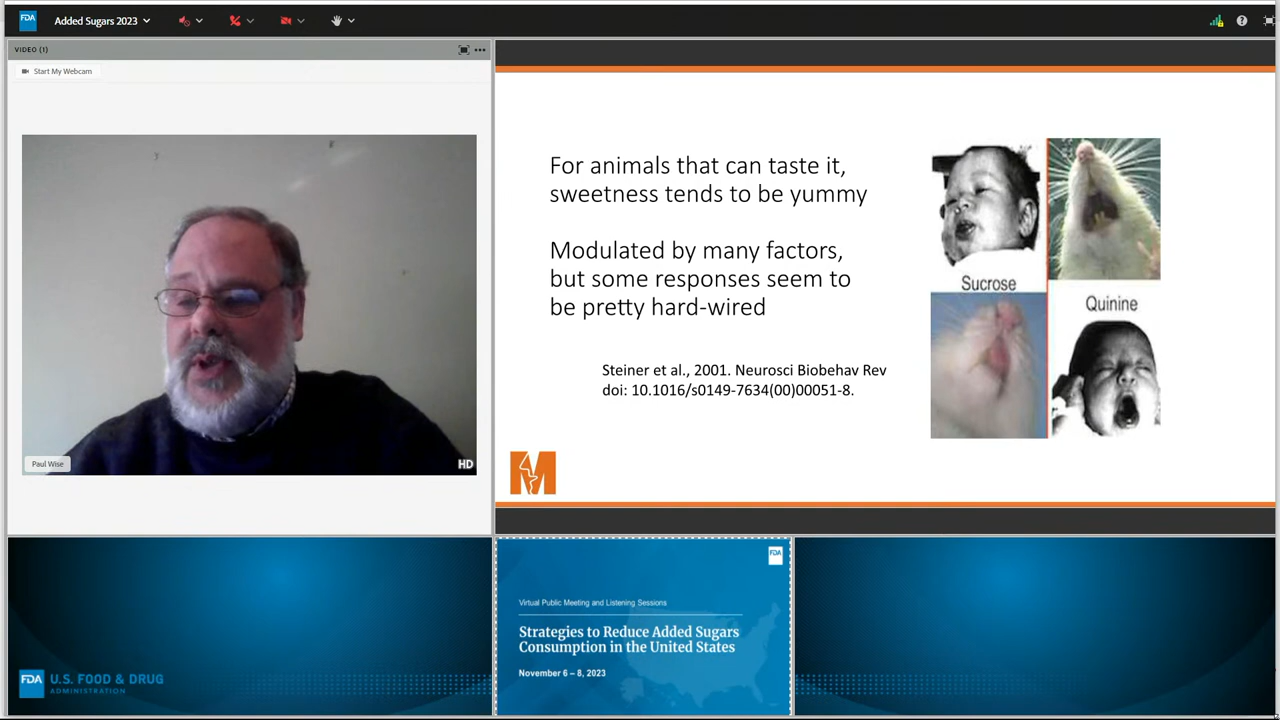 FDA
Added Sugars 2023
VIDEO (1)
Start My Webcam
Paul Wise
HD
For animals that can taste it,
sweetness tends to be yummy
Modulated by many factors,
but some responses seem to
be pretty hard-wired
Steiner et al., 2001. Neurosci Biobehav Rev
doi: 10.1016/s0149-7634(00)00051-8.
Sucrose
Quinine
M
FDA
Virtual Public Meeting and Listening Sessions
Strategies to Reduce Added Sugars
Consumption in the United States
November 6 – 8, 2023
FDA U.S. FOOD & DRUG
ADMINISTRATION